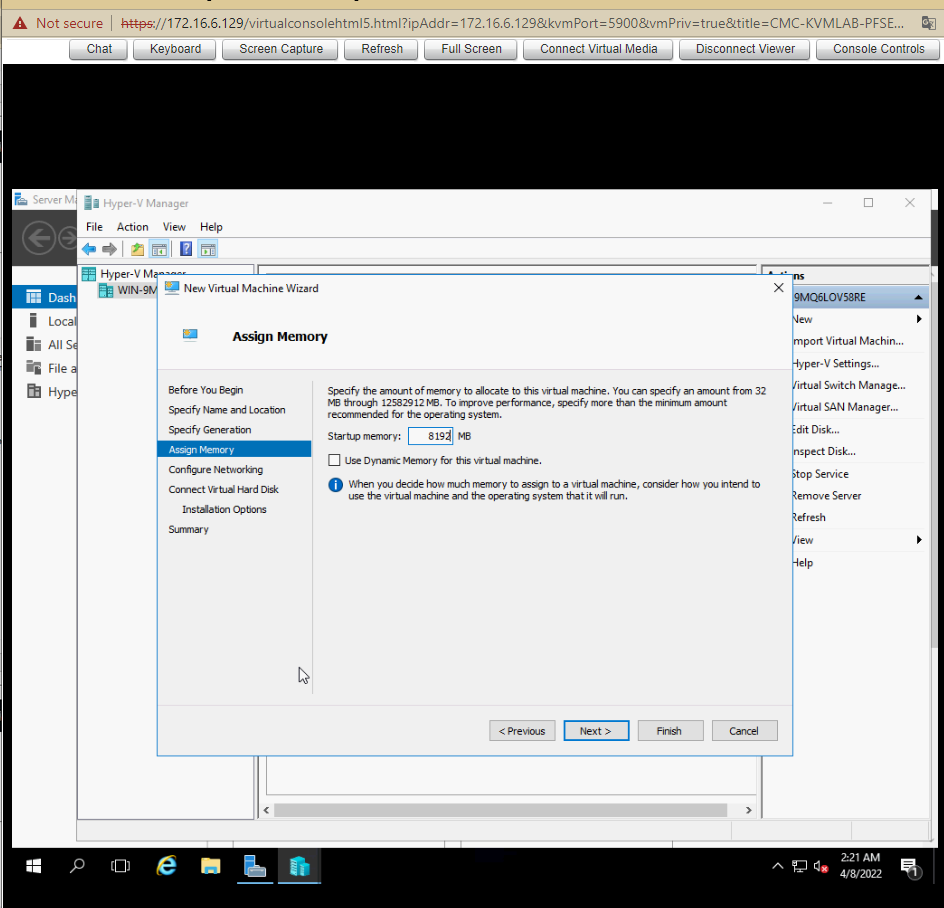 Not secure
https://172.16.6.129/virtualconsolehtml5.html?ipAddr=172.16.6.129&kvmPort=5900&vmPriv=true&title=CMC-KVMLAB-PFSE...
Chat Keyboard Screen Capture Refresh Full Screen Connect Virtual Media Disconnect Viewer Console Controls
Server Ma
Hyper-V Manager
File Action View Help
Hyper-V Manager
WIN-9M
Dash
Local
All Se
File a
Hype
New Virtual Machine Wizard
Assign Memory
Before You Begin
Specify Name and Location
Specify Generation
Assign Memory
Configure Networking
Connect Virtual Hard Disk
Installation Options
Summary
Specify the amount of memory to allocate to this virtual machine. You can specify an amount from 32
MB through 12582912 MB. To improve performance, specify more than the minimum amount
recommended for the operating system.
Startup memory: 8192 MB
Use Dynamic Memory for this virtual machine.
When you decide how much memory to assign to a virtual machine, consider how you intend to
use the virtual machine and the operating system that it will run.
< Previous Next > Finish Cancel
Actions
9MQ6LOV58RE
New
mport Virtual Machin...
Hyper-V Settings...
Virtual Switch Manage...
Virtual SAN Manager...
Edit Disk...
nspect Disk...
Stop Service
Remove Server
Refresh
View
Help
2:21 AM
4/8/2022
1